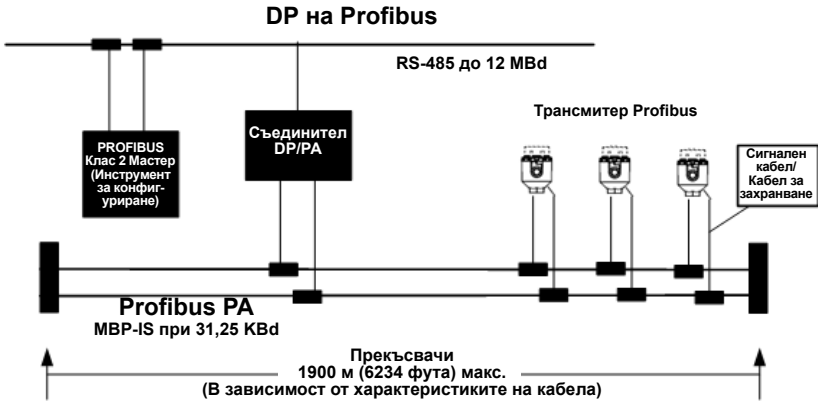 DP на Profibus
RS-485 до 12 MBd
PROFIBUS
Клас 2 Мастер
(Инструмент
за конфиг-
уриране)
Съединител
DP/PA
Трансмитер Profibus
Сигнален
кабел/
Кабел за
захранване
Profibus PA
MBP-IS при 31,25 KBd
Прекъсвачи
1900 м (6234 фута) макс.
(В зависимост от характеристиките на кабела)